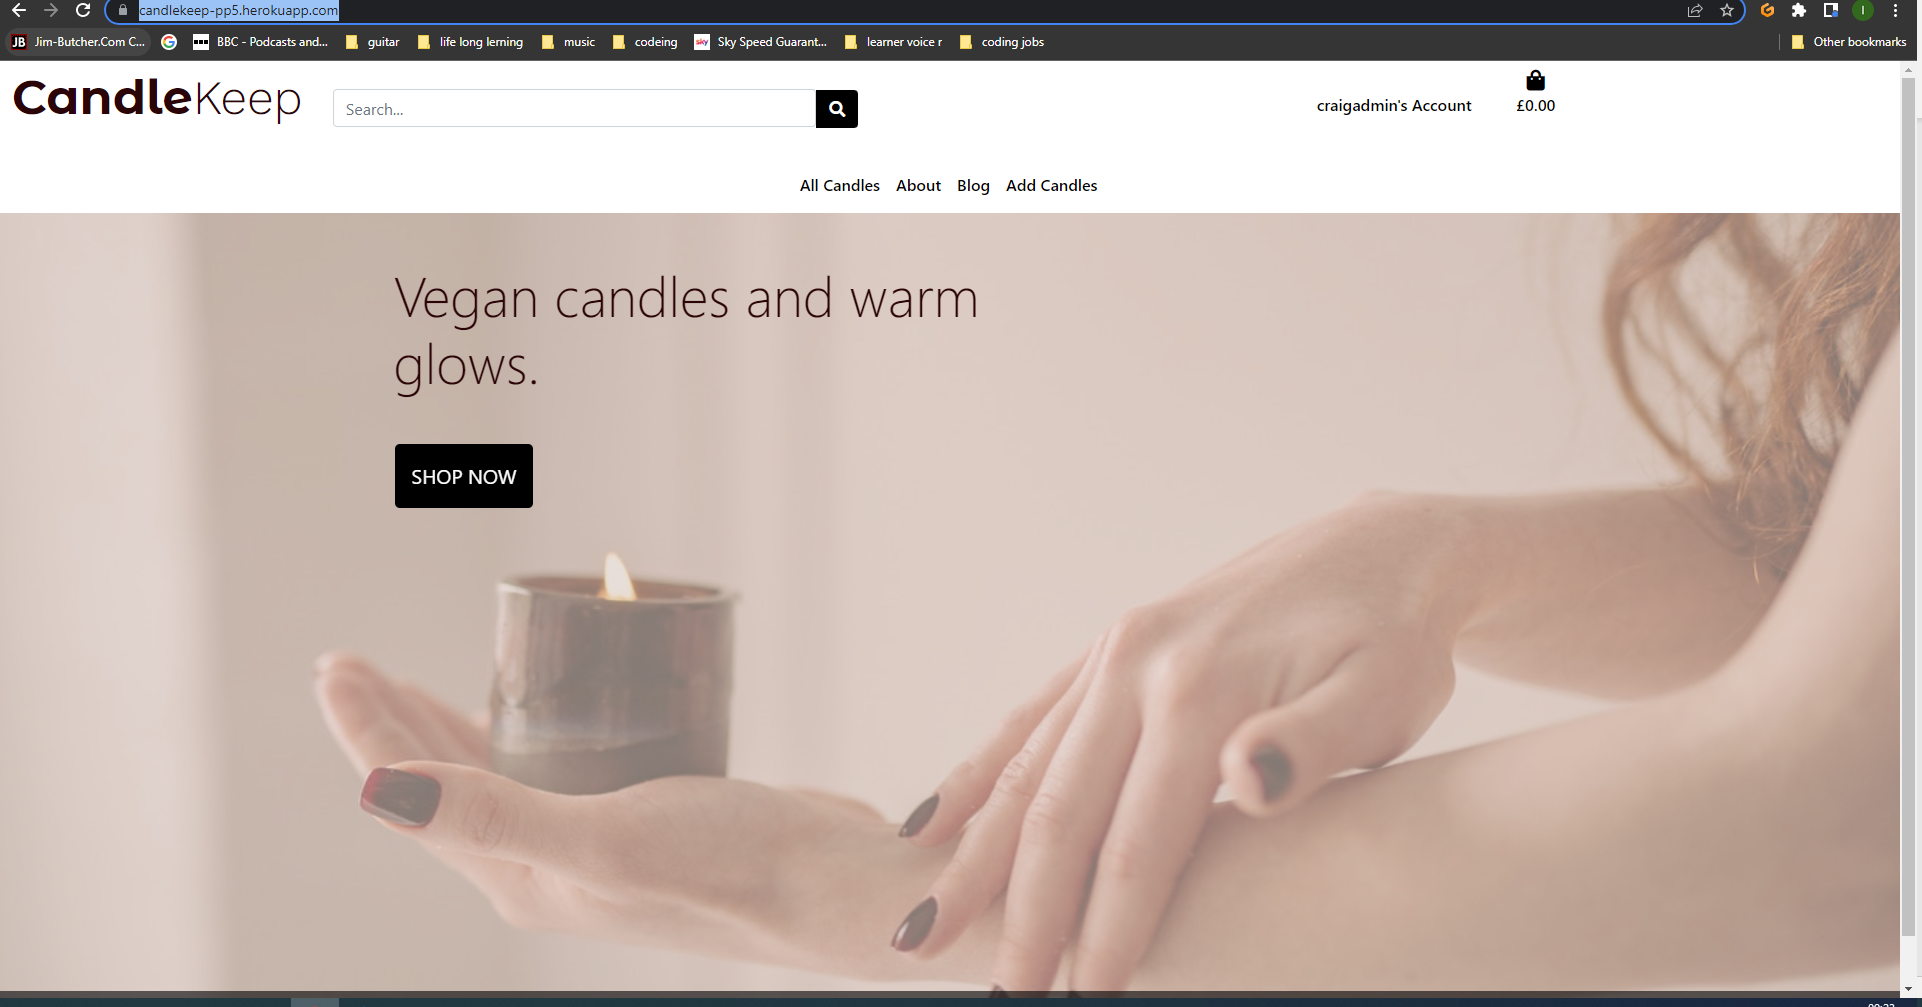 candlekeep-pp5.herokuapp.com
JB Jim-Butcher.Com C... BBC - Podcasts and... guitar life long lerning music codeing sky Sky Speed Guarant... learner voice r coding jobs Other bookmarks
CandleKeep
Search...
craigadmin's Account
£0.00
All Candles About Blog Add Candles
Vegan candles and warm
glows.
SHOP NOW